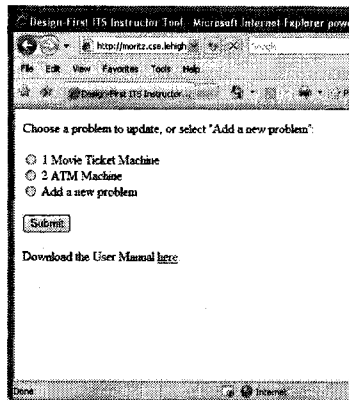 Design-First ITS Instructor Tool - Microsoft Internet Explorer powe
http://moritz.cse.lehigh
Google
File Edit View Favorites Tools Help
Design-First ITS Instructor
Choose a problem to update, or select "Add a new problem":
1 Movie Ticket Machine
2 ATM Machine
Add a new problem
Submit
Download the User Manual here
Done
Internet